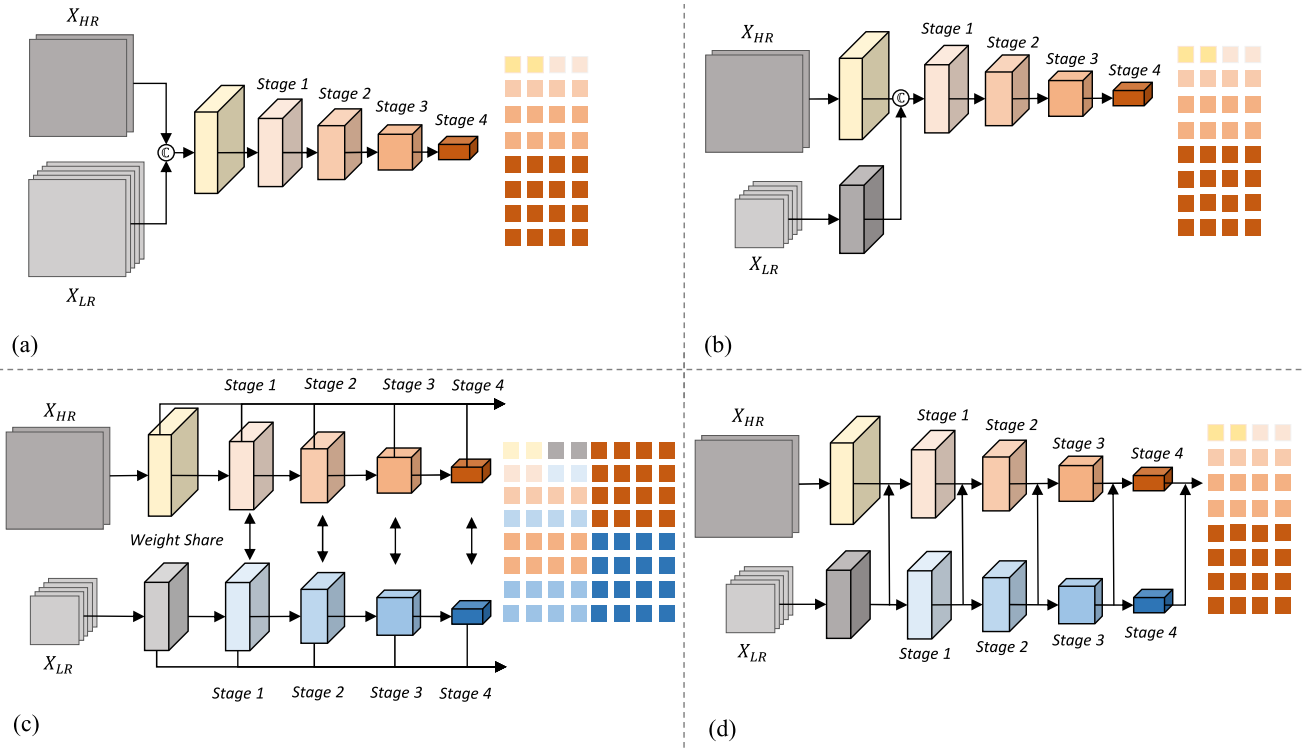 X_HR
Stage 1
Stage 2
Stage 3
Stage 4
ℂ
X_LR
(a)
X_HR
Stage 1
Stage 2
Stage 3
Stage 4
ℂ
X_LR
(b)
Stage 1
Stage 2
Stage 3
Stage 4
X_HR
Weight Share
X_LR
Stage 1
Stage 2
Stage 3
Stage 4
(c)
X_HR
Stage 1
Stage 2
Stage 3
Stage 4
X_LR
Stage 1
Stage 2
Stage 3
Stage 4
(d)